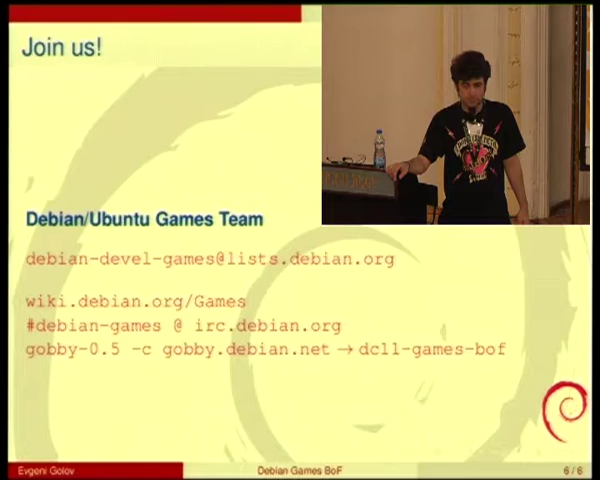 Join us!
Debian/Ubuntu Games Team
debian-devel-games@lists.debian.org
wiki.debian.org/Games
#debian-games @ irc.debian.org
gobby-0.5 -c gobby.debian.net → dc11-games-bof
Evgeni Golov
Debian Games BoF
6 / 6